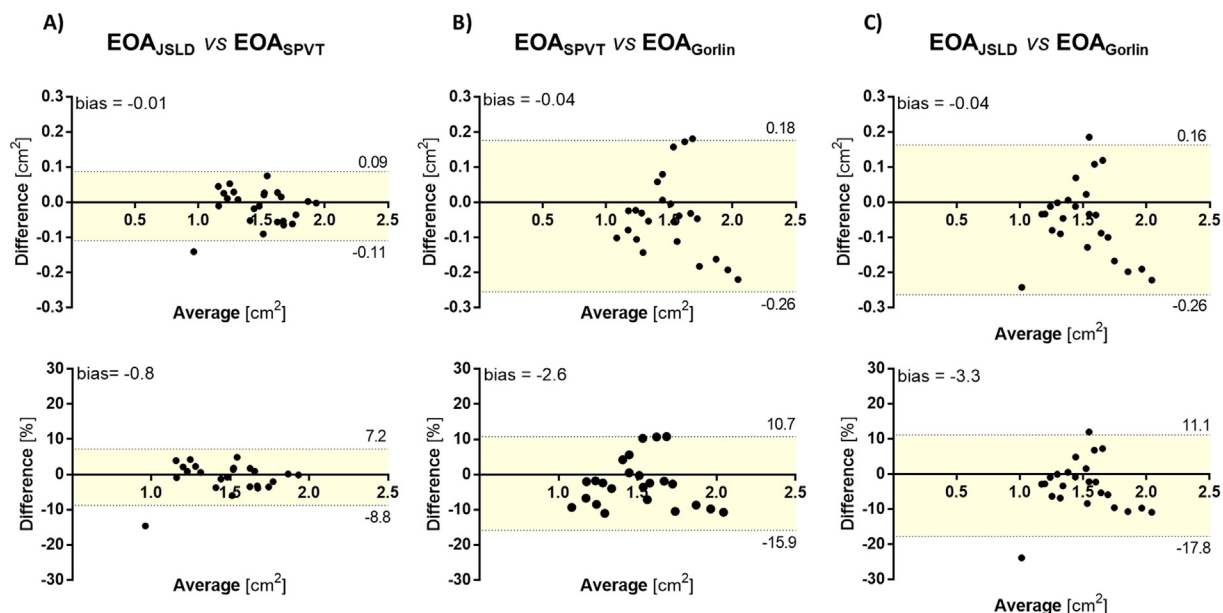 A)
EOA_JSLD vs EOA_SPVT
bias = -0.01
0.3
0.2
0.1
0.0
-0.1
-0.2
-0.3
Difference [cm²]
0.09
0.5 1.0 1.5 2.0 2.5
-0.11
Average [cm²]
bias= -0.8
30
20
10
0
-10
-20
-30
Difference [%]
7.2
1.0 1.5 2.0 2.5
-8.8
Average [cm²]
B)
EOA_SPVT vs EOA_Gorlin
bias = -0.04
0.3
0.2
0.1
0.0
-0.1
-0.2
-0.3
Difference [cm²]
0.18
0.5 1.0 1.5 2.0 2.5
-0.26
Average [cm²]
bias = -2.6
30
20
10
0
-10
-20
-30
Difference [%]
10.7
1.0 1.5 2.0 2.5
-15.9
Average [cm²]
C)
EOA_JSLD vs EOA_Gorlin
bias = -0.04
0.3
0.2
0.1
0.0
-0.1
-0.2
-0.3
Difference [cm²]
0.16
0.5 1.0 1.5 2.0 2.5
-0.26
Average [cm²]
bias = -3.3
30
20
10
0
-10
-20
-30
Difference [%]
11.1
0.5 1.0 1.5 2.0 2.5
-17.8
Average [cm²]